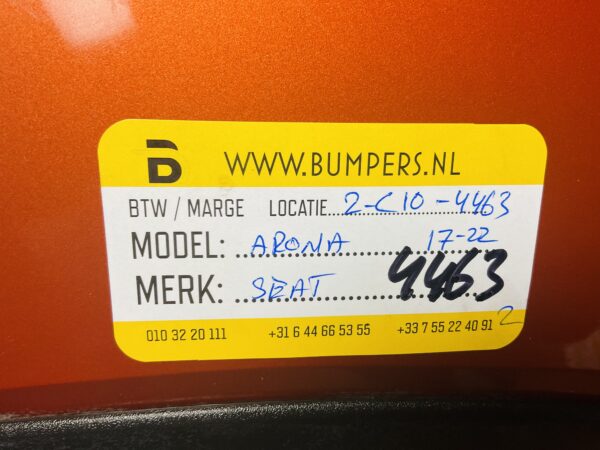 B WWW.BUMPERS.NL
BTW / MARGE LOCATIE 2-C10-4463
MODEL: ARONA 17-22
MERK: SEAT 4463
010 32 20 111 +31 6 44 66 53 55 +33 7 55 22 40 91 2